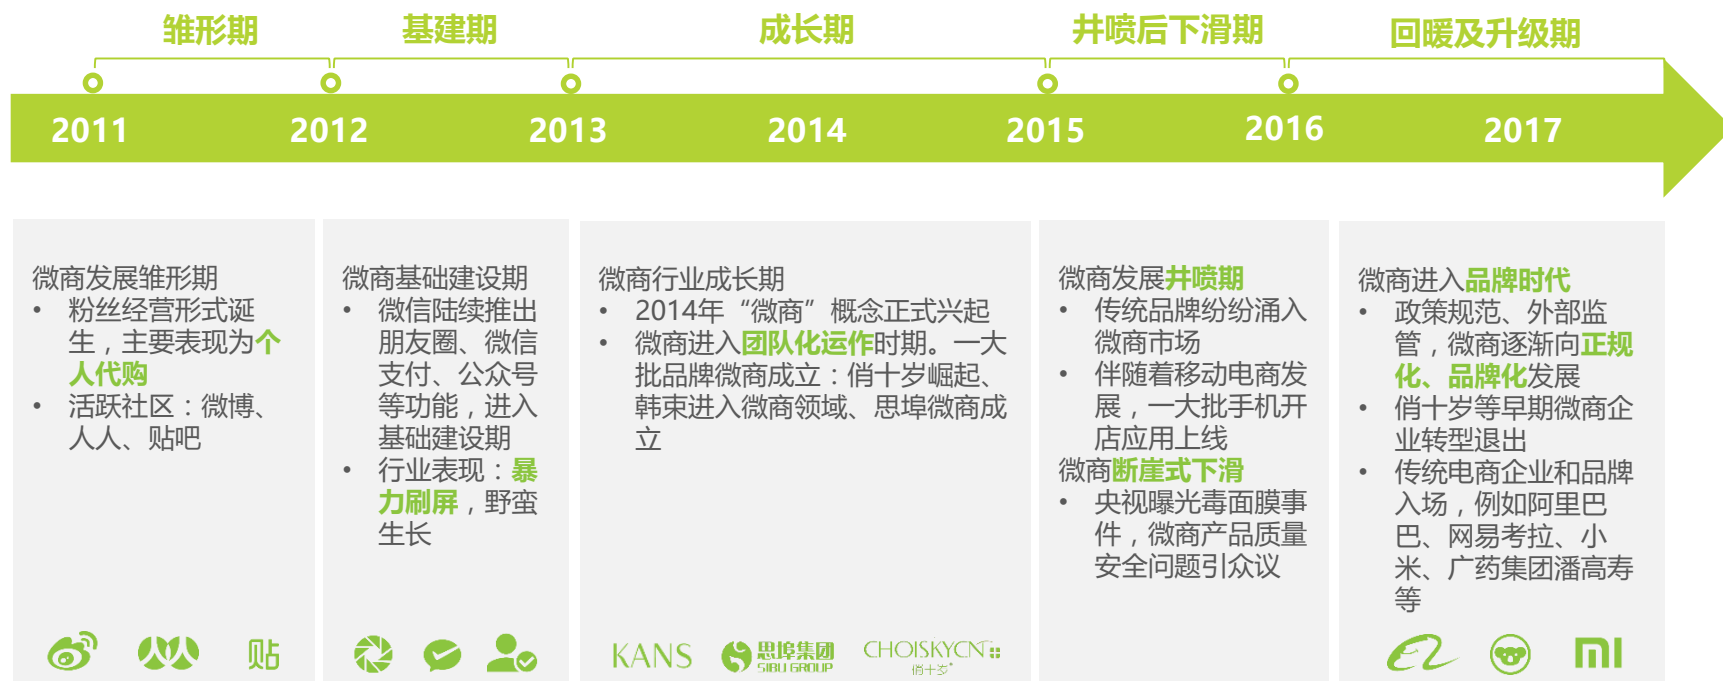 雏形期
基建期
成长期
井喷后下滑期
回暖及升级期
2011
2012
2013
2014
2015
2016
2017
微商发展雏形期
• 粉丝经营形式诞
生，主要表现为个
人代购
• 活跃社区：微博、
人人、贴吧
贴
微商基础建设期
• 微信陆续推出
朋友圈、微信
支付、公众号
等功能，进入
基础建设期
• 行业表现：暴
力刷屏，野蛮
生长
微商行业成长期
• 2014年“微商”概念正式兴起
• 微商进入团队化运作时期。一大
批品牌微商成立：俏十岁崛起、
韩束进入微商领域、思埠微商成
立
KANS
思埠集团
SIBU GROUP
CHOISKYCN
俏十岁
微商发展井喷期
• 传统品牌纷纷涌入
微商市场
• 伴随着移动电商发
展，一大批手机开
店应用上线
微商断崖式下滑
• 央视曝光毒面膜事
件，微商产品质量
安全问题引众议
微商进入品牌时代
• 政策规范、外部监
管，微商逐渐向正规
化、品牌化发展
• 俏十岁等早期微商企
业转型退出
• 传统电商企业和品牌
入场，例如阿里巴
巴、网易考拉、小
米、广药集团潘高寿
等
MI